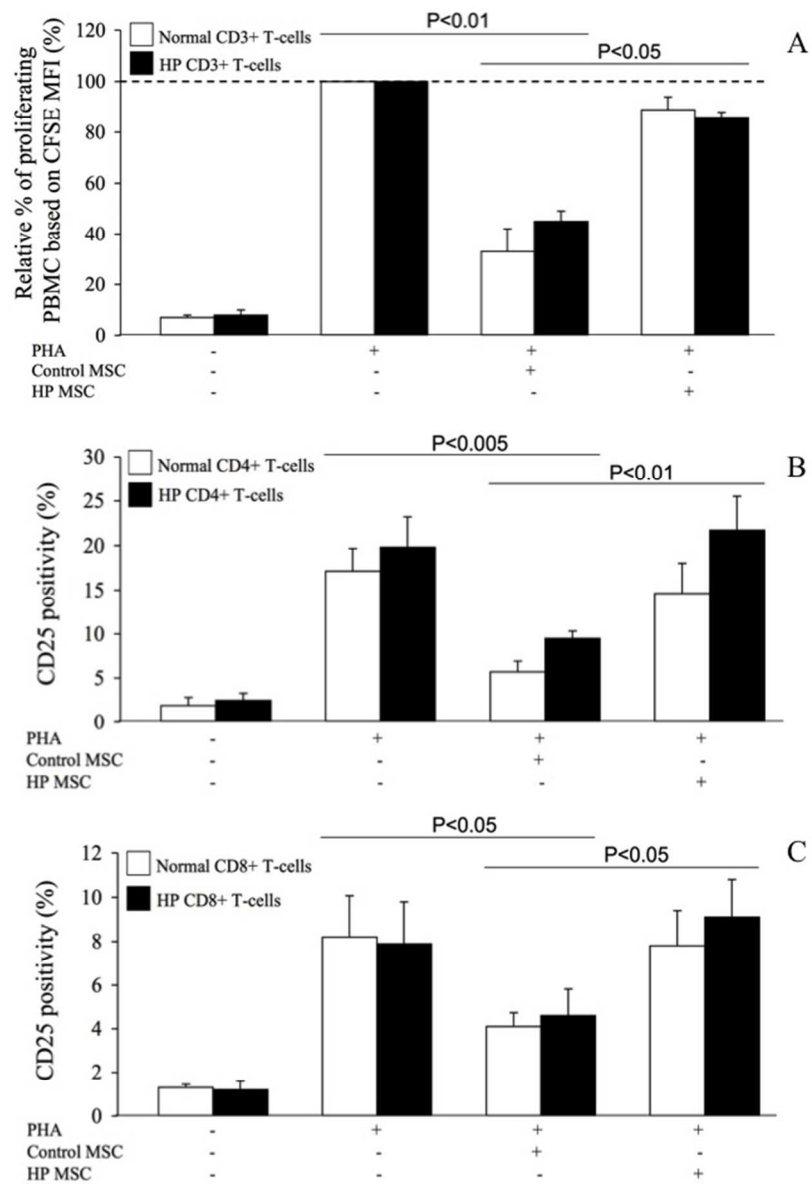 P<0.01
Normal CD3+ T-cells
HP CD3+ T-cells
P<0.05
A
Relative % of proliferating
PBMC based on CFSE MFI (%)
120
100
80
60
40
20
0
PHA - + + +
Control MSC - - + -
HP MSC - - - +
P<0.005
Normal CD4+ T-cells
HP CD4+ T-cells
P<0.01
B
CD25 positivity (%)
30
25
20
15
10
5
0
PHA - + + +
Control MSC - - + -
HP MSC - - - +
P<0.05
Normal CD8+ T-cells
HP CD8+ T-cells
P<0.05
C
CD25 positivity (%)
12
10
8
6
4
2
0
PHA - + + +
Control MSC - - + -
HP MSC - - - +